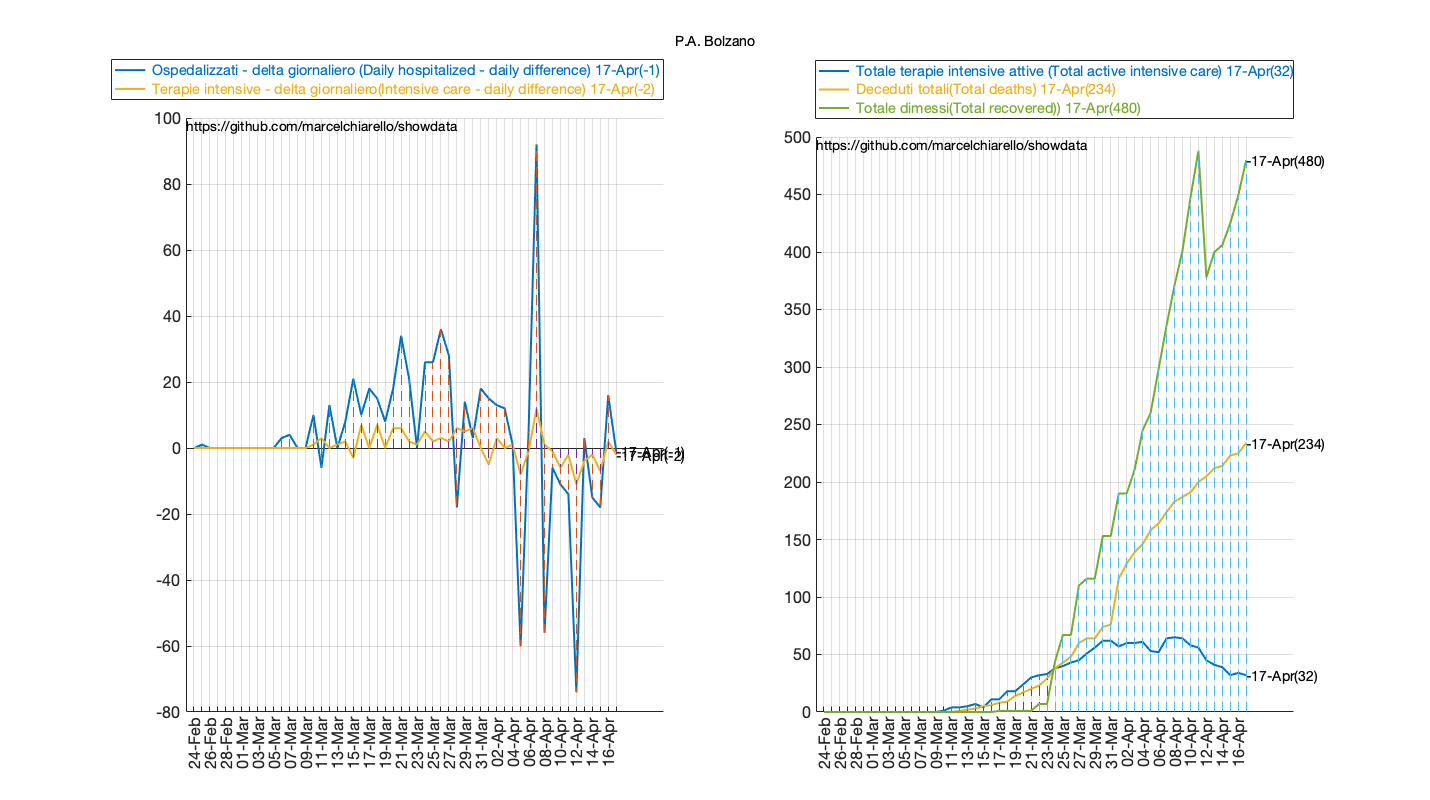 P.A. Bolzano
Ospedalizzati - delta giornaliero (Daily hospitalized - daily difference) 17-Apr(-1)
Terapie intensive - delta giornaliero(Intensive care - daily difference) 17-Apr(-2)
https://github.com/marcelchiarello/showdata
100
80
60
40
20
0
-20
-40
-60
-80
17-Apr(-1)
17-Apr(-2)
24-Feb
26-Feb
28-Feb
01-Mar
03-Mar
05-Mar
07-Mar
09-Mar
11-Mar
13-Mar
15-Mar
17-Mar
19-Mar
21-Mar
23-Mar
25-Mar
27-Mar
29-Mar
31-Mar
02-Apr
04-Apr
06-Apr
08-Apr
10-Apr
12-Apr
14-Apr
16-Apr
Totale terapie intensive attive (Total active intensive care) 17-Apr(32)
Deceduti totali(Total deaths) 17-Apr(234)
Totale dimessi(Total recovered)) 17-Apr(480)
https://github.com/marcelchiarello/showdata
500
450
400
350
300
250
200
150
100
50
0
17-Apr(480)
17-Apr(234)
17-Apr(32)
24-Feb
26-Feb
28-Feb
01-Mar
03-Mar
05-Mar
07-Mar
09-Mar
11-Mar
13-Mar
15-Mar
17-Mar
19-Mar
21-Mar
23-Mar
25-Mar
27-Mar
29-Mar
31-Mar
02-Apr
04-Apr
06-Apr
08-Apr
10-Apr
12-Apr
14-Apr
16-Apr